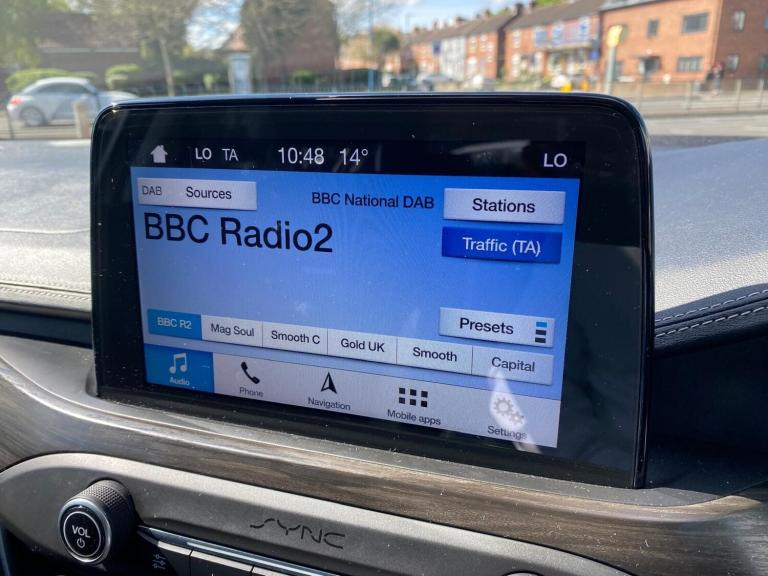 LO TA 10:48 14° LO
DAB Sources BBC National DAB Stations
BBC Radio2
Traffic (TA)
Presets
BBC R2 Mag Soul Smooth C Gold UK Smooth Capital
Audio Phone Navigation Mobile apps Settings
VOL
SYNC